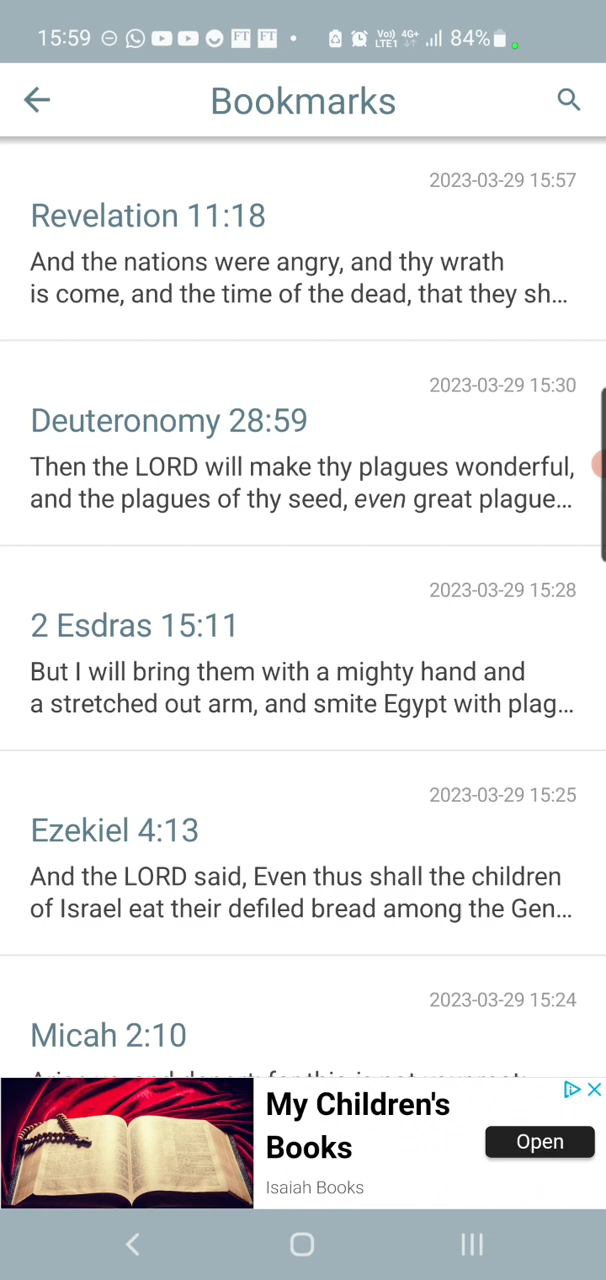 15:59
FT FT
Vo)) LTE1 4G+ 84%
Bookmarks
2023-03-29 15:57
Revelation 11:18
And the nations were angry, and thy wrath
is come, and the time of the dead, that they sh...
2023-03-29 15:30
Deuteronomy 28:59
Then the LORD will make thy plagues wonderful,
and the plagues of thy seed, even great plague...
2023-03-29 15:28
2 Esdras 15:11
But I will bring them with a mighty hand and
a stretched out arm, and smite Egypt with plag...
2023-03-29 15:25
Ezekiel 4:13
And the LORD said, Even thus shall the children
of Israel eat their defiled bread among the Gen...
2023-03-29 15:24
Micah 2:10
My Children's
Books
Open
Isaiah Books